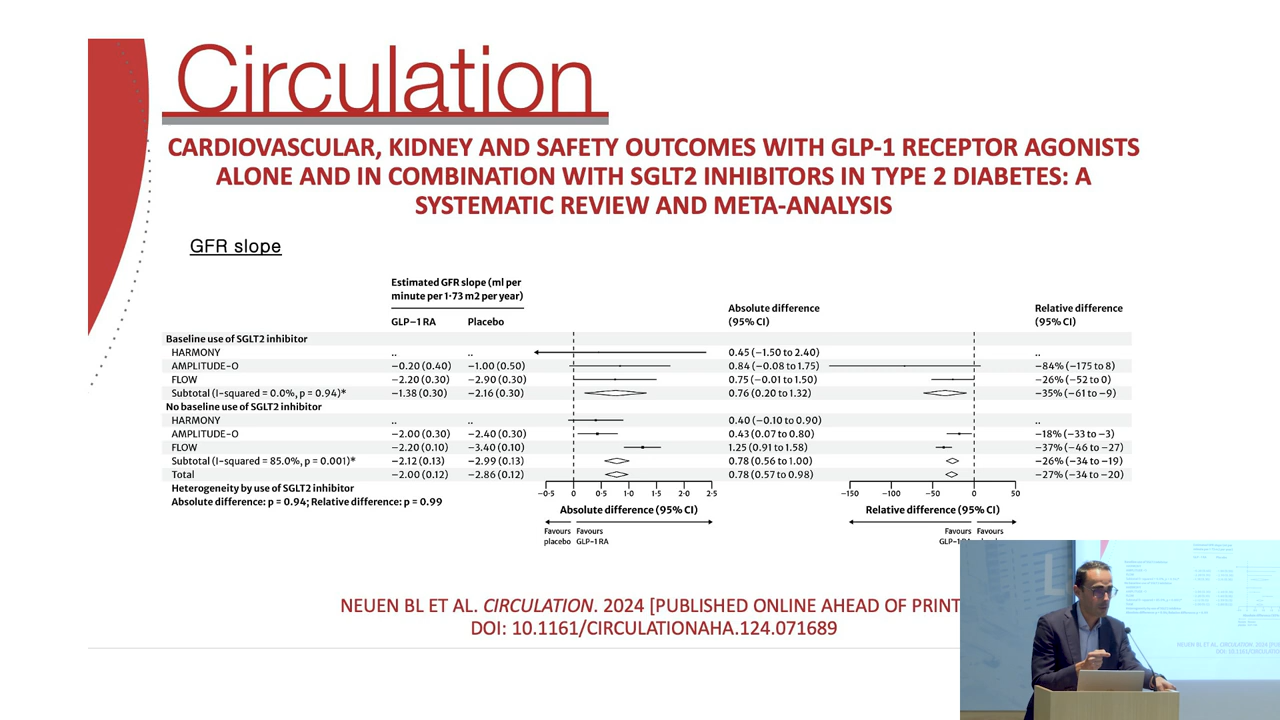 Circulation
CARDIOVASCULAR, KIDNEY AND SAFETY OUTCOMES WITH GLP-1 RECEPTOR AGONISTS
ALONE AND IN COMBINATION WITH SGLT2 INHIBITORS IN TYPE 2 DIABETES: A
SYSTEMATIC REVIEW AND META-ANALYSIS
GFR slope
Estimated GFR slope (ml per
minute per 1·73 m2 per year)
Absolute difference
(95% CI)
Relative difference
(95% CI)
GLP−1 RA Placebo
Baseline use of SGLT2 inhibitor
HARMONY .. .. 0.45 (−1.50 to 2.40) ..
AMPLITUDE-O −0.20 (0.40) −1.00 (0.50) 0.84 (−0.08 to 1.75) −84% (−175 to 8)
FLOW −2.20 (0.30) −2.90 (0.30) 0.75 (−0.01 to 1.50) −26% (−52 to 0)
Subtotal (I-squared = 0.0%, p = 0.94)* −1.38 (0.30) −2.16 (0.30) 0.76 (0.20 to 1.32) −35% (−61 to −9)
No baseline use of SGLT2 inhibitor
HARMONY .. .. 0.40 (−0.10 to 0.90)
AMPLITUDE-O −2.00 (0.30) −2.40 (0.30) 0.43 (0.07 to 0.80) −18% (−33 to −3)
FLOW −2.20 (0.10) −3.40 (0.10) 1.25 (0.91 to 1.58) −37% (−46 to −27)
Subtotal (I-squared = 85.0%, p = 0.001)* −2.12 (0.13) −2.99 (0.13) 0.78 (0.56 to 1.00) −26% (−34 to −19)
Total −2.00 (0.12) −2.86 (0.12) 0.78 (0.57 to 0.98) −27% (−34 to −20)
Heterogeneity by use of SGLT2 inhibitor
Absolute difference: p = 0.94; Relative difference: p = 0.99
−0·5 0 0·5 1·0 1·5 2·0 2·5
−150 −100 −50 0 50
Absolute difference (95% CI)
Relative difference (95% CI)
Favours
placebo
Favours
GLP−1 RA
Favours
GLP−1
Favours
NEUEN BL ET AL. CIRCULATION. 2024 [PUBLISHED ONLINE AHEAD OF PRINT
DOI: 10.1161/CIRCULATIONAHA.124.071689